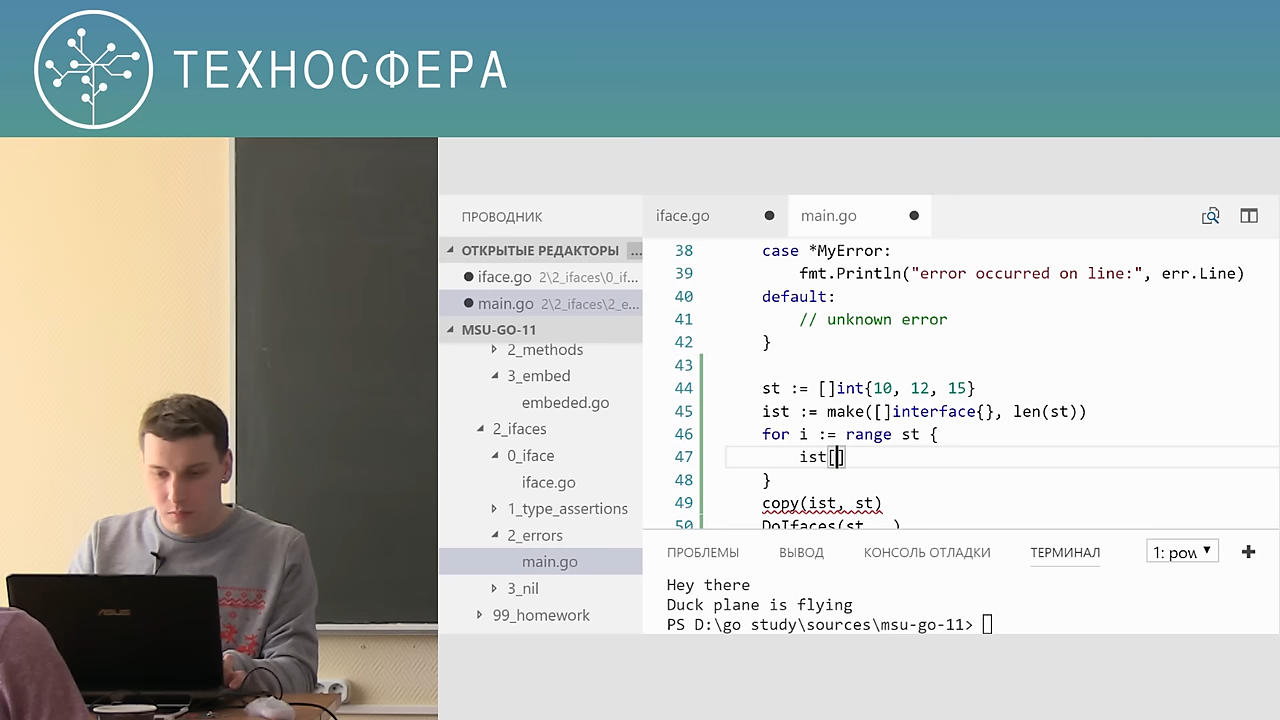 ТЕХНОСФЕРА
ПРОВОДНИК
ОТКРЫТЫЕ РЕДАКТОРЫ ...
iface.go 2\2_ifaces\0_if...
main.go 2\2_ifaces\2_e...
MSU-GO-11
2_methods
3_embed
embeded.go
2_ifaces
0_iface
iface.go
1_type_assertions
2_errors
main.go
3_nil
99_homework
iface.go
main.go
38 case *MyError:
39 fmt.Println("error occurred on line:", err.Line)
40 default:
41 // unknown error
42 }
43
44 st := []int{10, 12, 15}
45 ist := make([]interface{}, len(st))
46 for i := range st {
47 ist[]
48 }
49 copy(ist, st)
50 DoIfaces(st...)
ПРОБЛЕМЫ ВЫВОД КОНСОЛЬ ОТЛАДКИ ТЕРМИНАЛ 1: pow
Hey there
Duck plane is flying
PS D:\go study\sources\msu-go-11>
ASUS